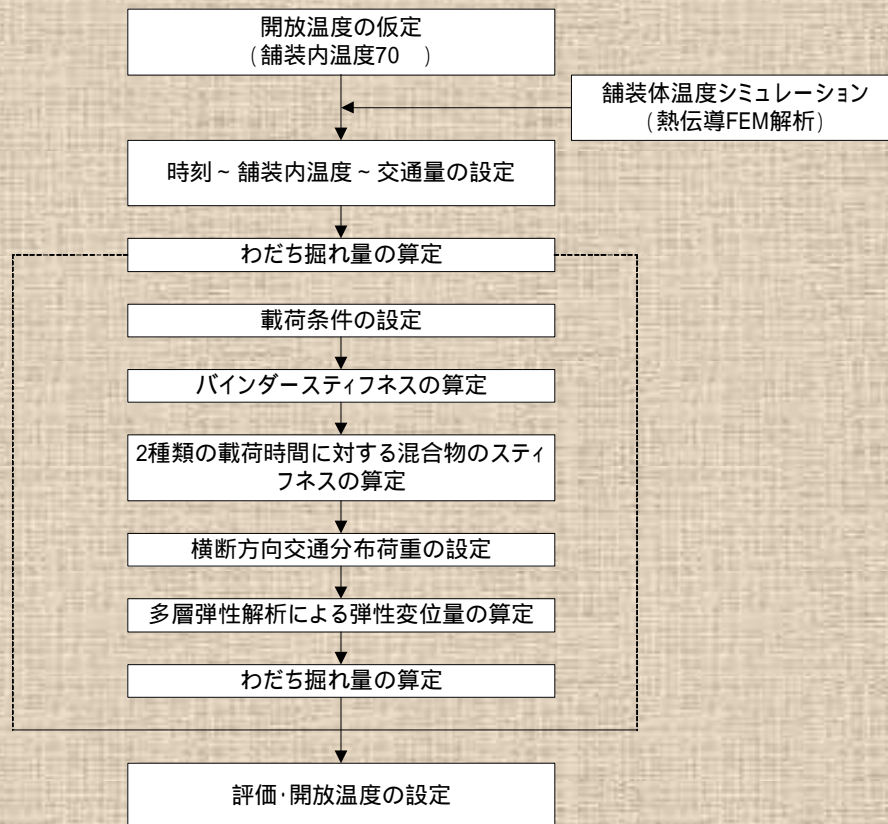 開放温度の仮定
(舗装内温度70　)
舗装体温度シミュレーション
(熱伝導FEM解析)
時刻~舗装内温度~交通量の設定
わだち掘れ量の算定
載荷条件の設定
バインダースティフネスの算定
2種類の載荷時間に対する混合物のスティ
フネスの算定
横断方向交通分布荷重の設定
多層弾性解析による弾性変位量の算定
わだち掘れ量の算定
評価・開放温度の設定